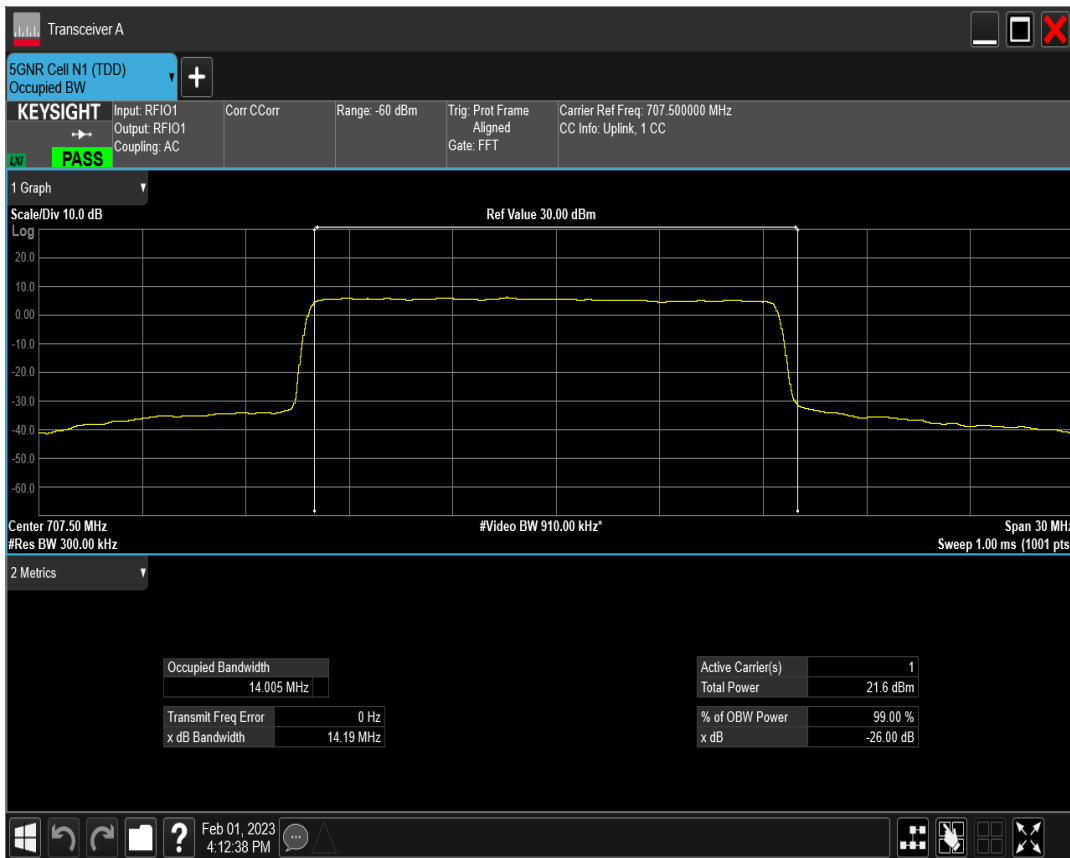 Transceiver A
5GNR Cell N1 (TDD)
Occupied BW
+
KEYSIGHT
LXI
PASS
Input: RFIO1
Output: RFIO1
Coupling: AC
Corr CCorr
Range: -60 dBm
Trig: Prot Frame
Aligned
Gate: FFT
Carrier Ref Freq: 707.500000 MHz
CC Info: Uplink, 1 CC
1 Graph
Scale/Div 10.0 dB
Ref Value 30.00 dBm
Log
20.0
10.0
0.00
-10.0
-20.0
-30.0
-40.0
-50.0
-60.0
Center 707.50 MHz
#Video BW 910.00 kHz*
Span 30 MHz
#Res BW 300.00 kHz
Sweep 1.00 ms (1001 pts
2 Metrics
Occupied Bandwidth
14.005 MHz
Transmit Freq Error 0 Hz
x dB Bandwidth 14.19 MHz
Active Carrier(s) 1
Total Power 21.6 dBm
% of OBW Power 99.00 %
x dB -26.00 dB
?
Feb 01, 2023
4:12:38 PM